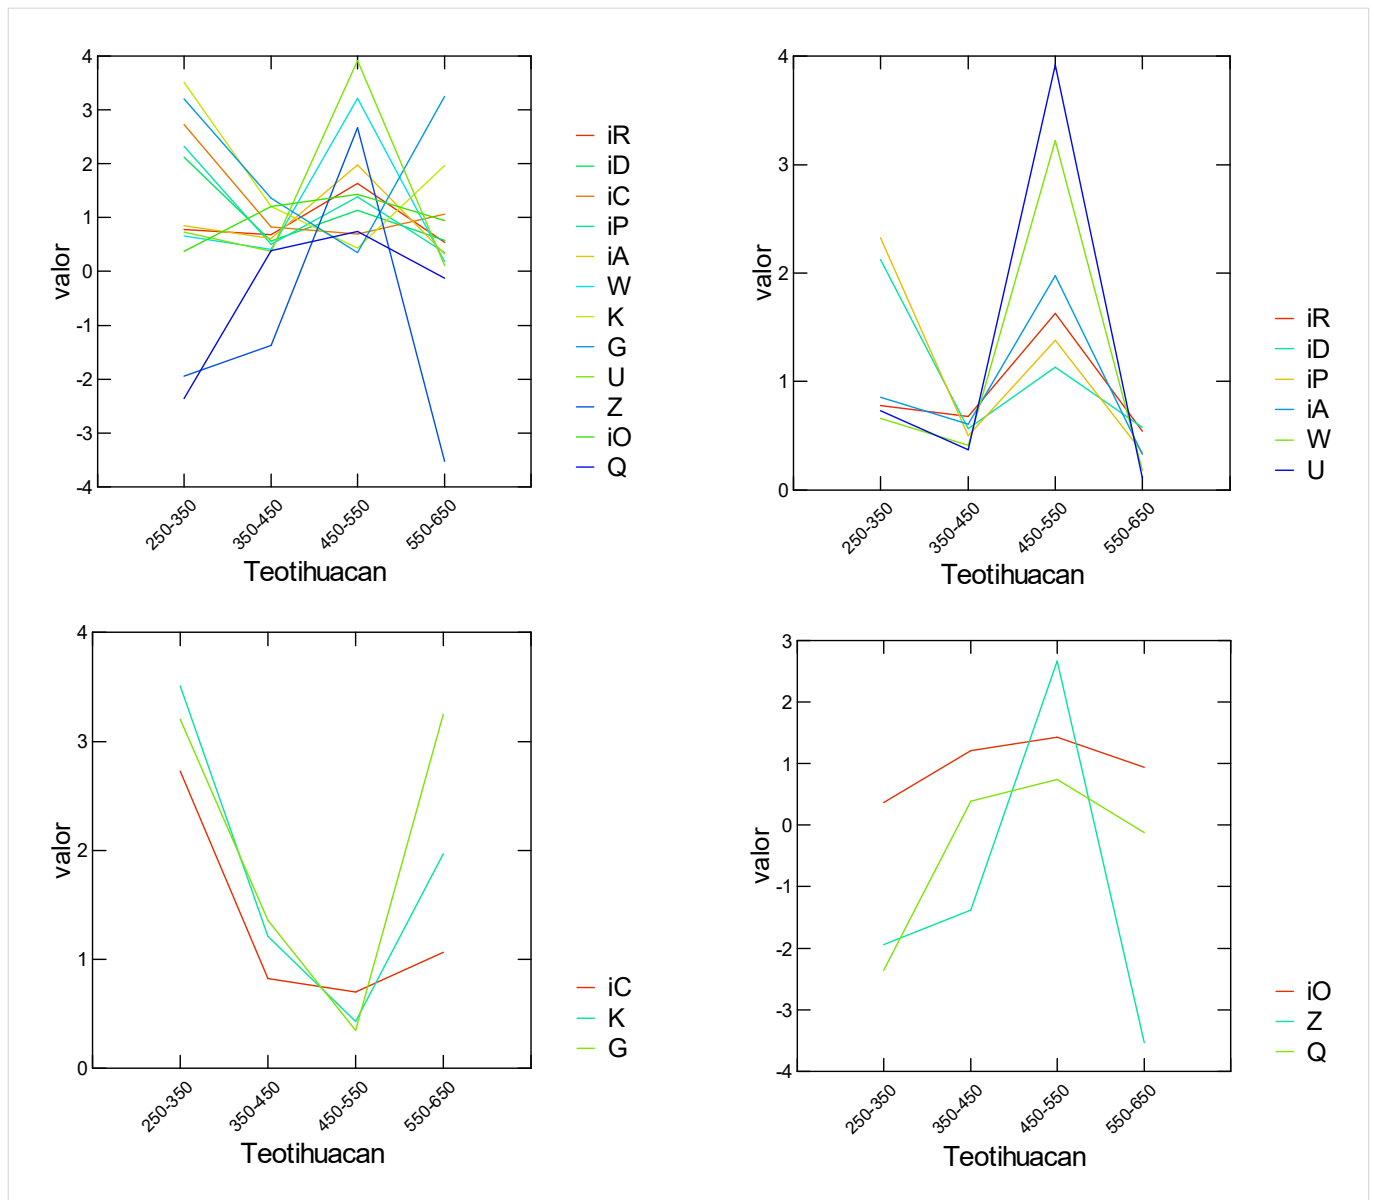 valor
4
3
2
1
0
-1
-2
-3
-4
250-350
350-450
450-550
550-650
Teotihuacan
iR
iD
iC
iP
iA
W
K
G
U
Z
iO
Q
valor
4
3
2
1
0
250-350
350-450
450-550
550-650
Teotihuacan
iR
iD
iP
iA
W
U
valor
4
3
2
1
0
250-350
350-450
450-550
550-650
Teotihuacan
iC
K
G
valor
3
2
1
0
-1
-2
-3
-4
250-350
350-450
450-550
550-650
Teotihuacan
iO
Z
Q